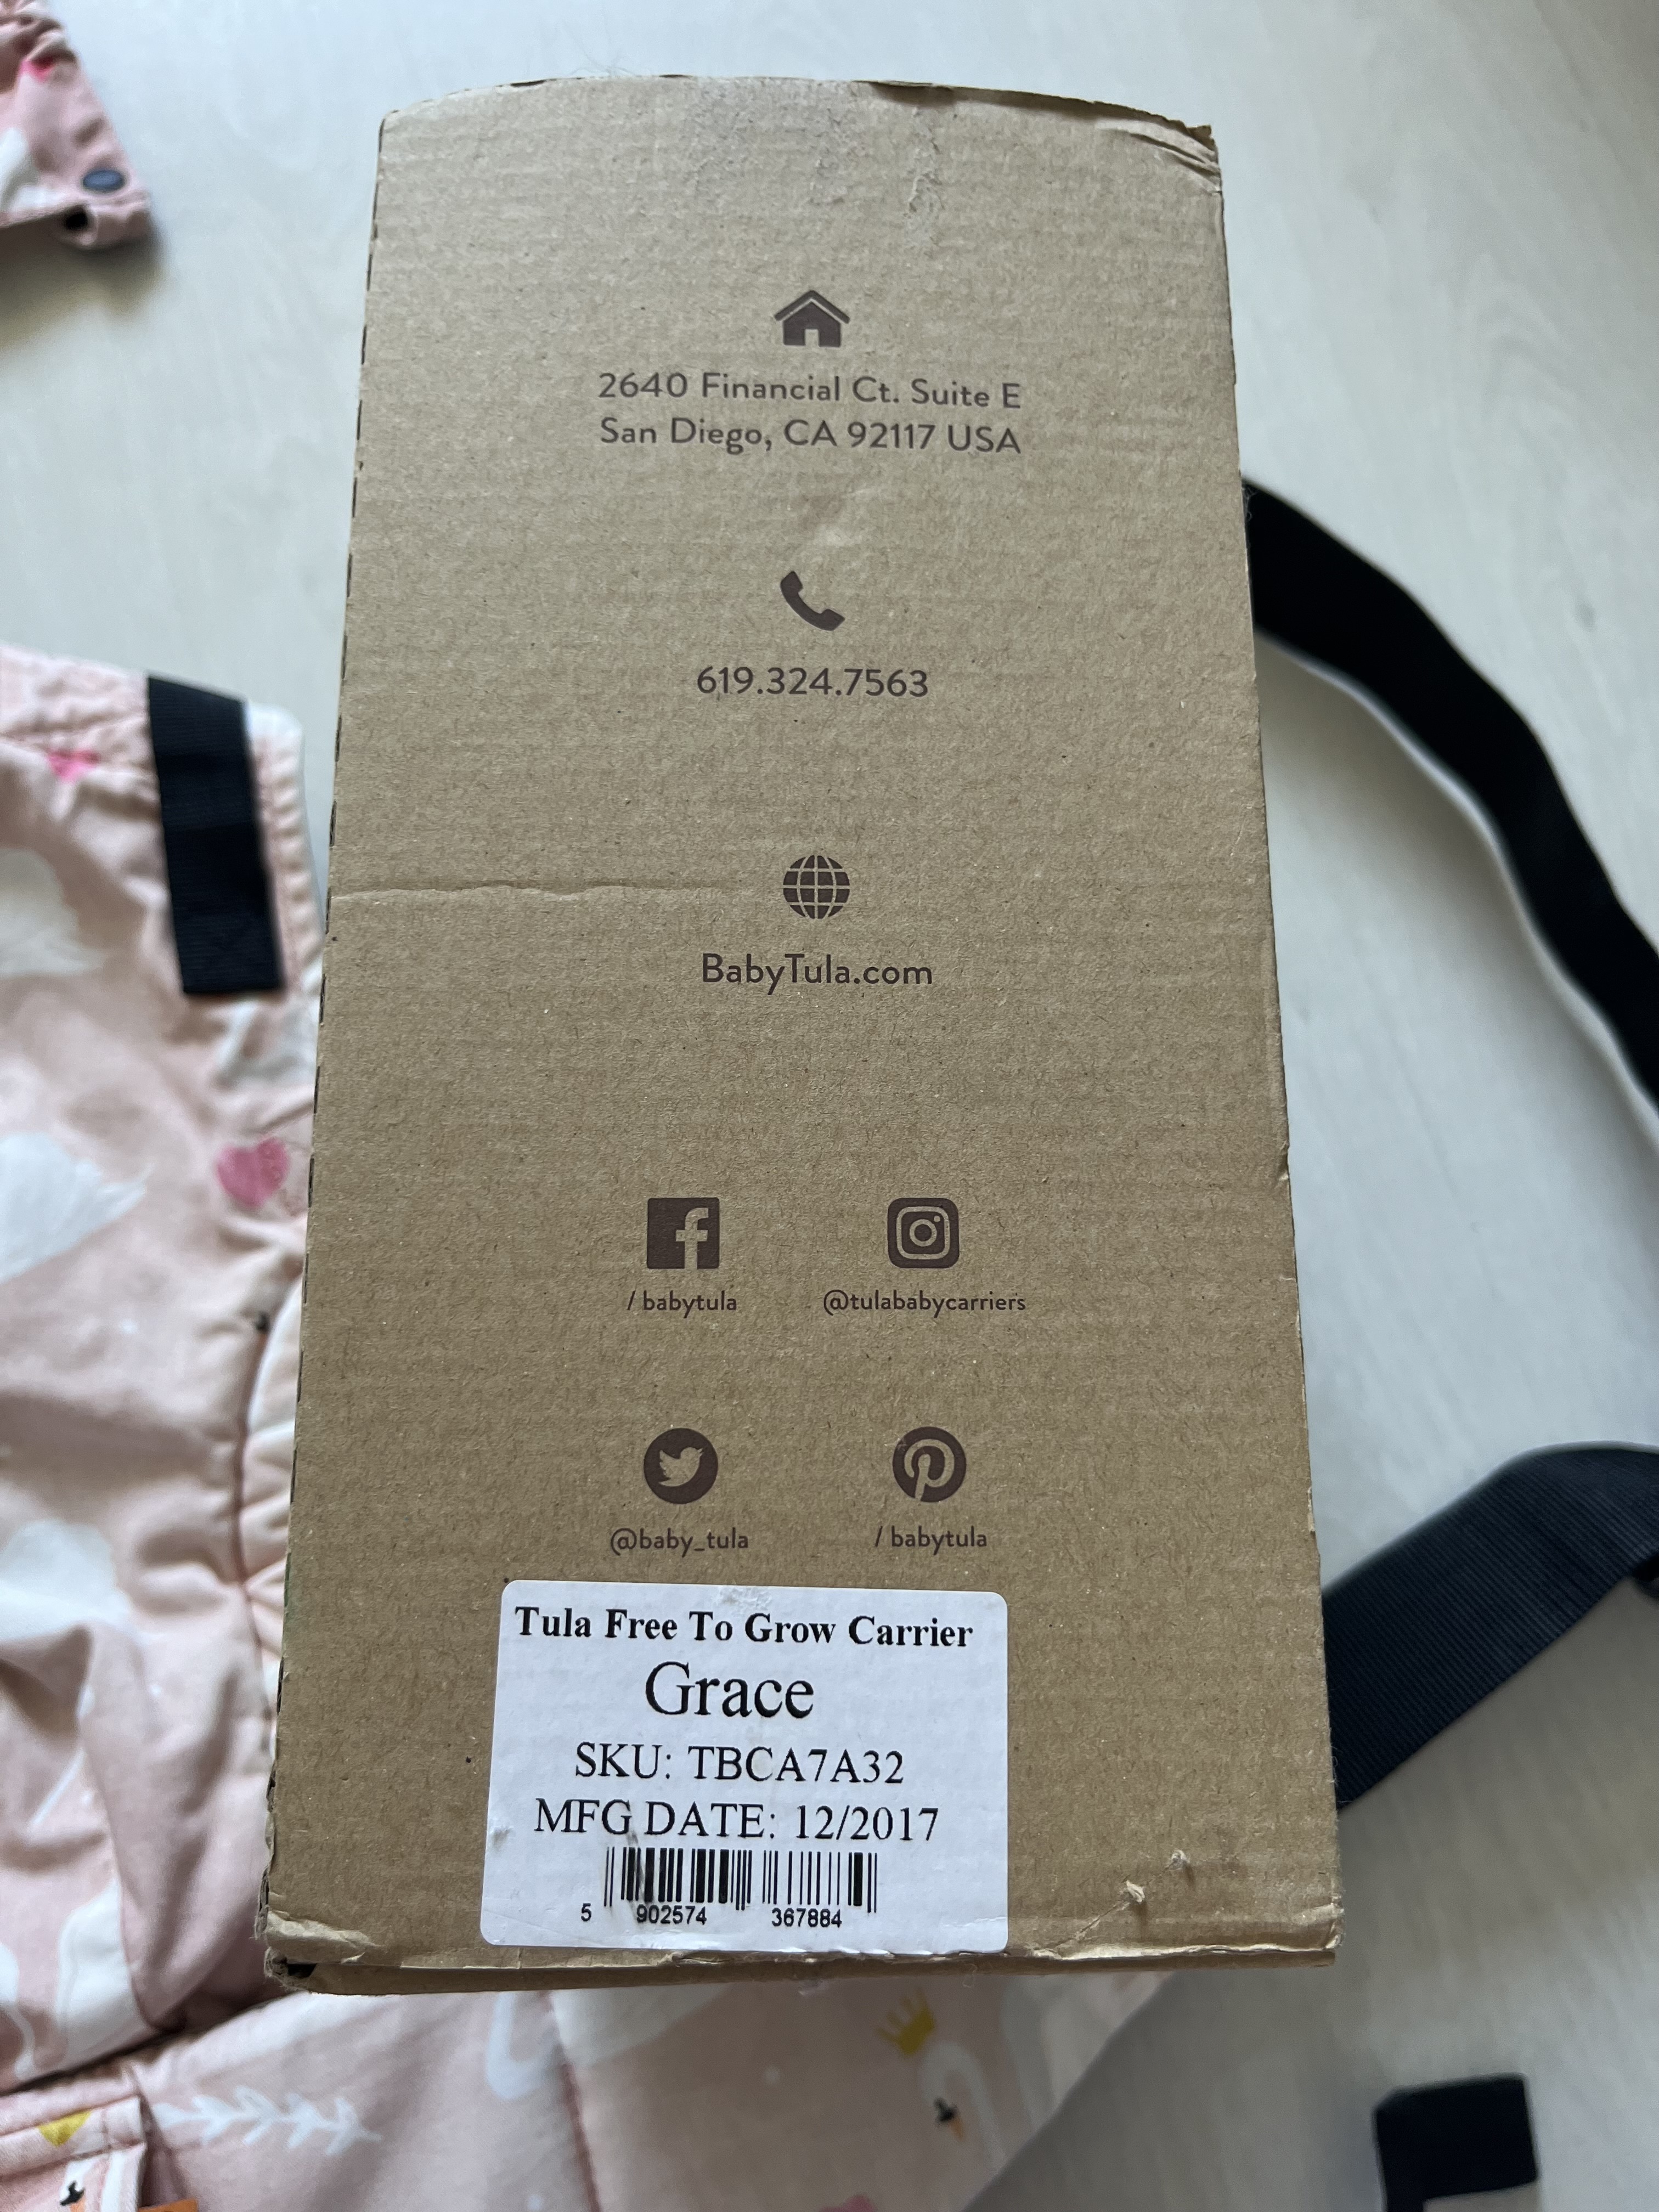 2640 Financial Ct. Suite E
San Diego, CA 92117 USA
619.324.7563
BabyTula.com
/ babytula
@tulababycarriers
@baby_tula
/ babytula
Tula Free To Grow Carrier
Grace
SKU: TBCA7A32
MFG DATE: 12/2017
5 902574 367884